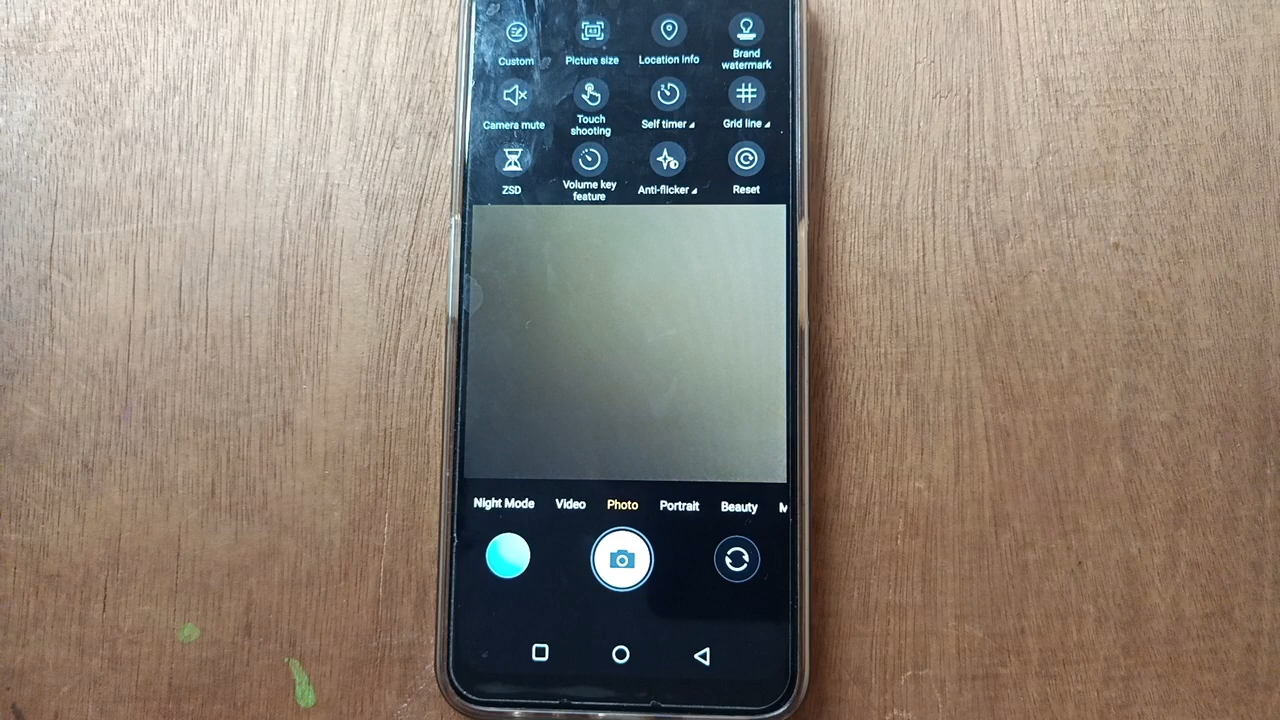 Custom
Picture size
Location info
Brand
watermark
Camera mute
Touch
shooting
Self timer
Grid line
ZSD
Volume key
feature
Anti-flicker
Reset
Night Mode
Video
Photo
Portrait
Beauty